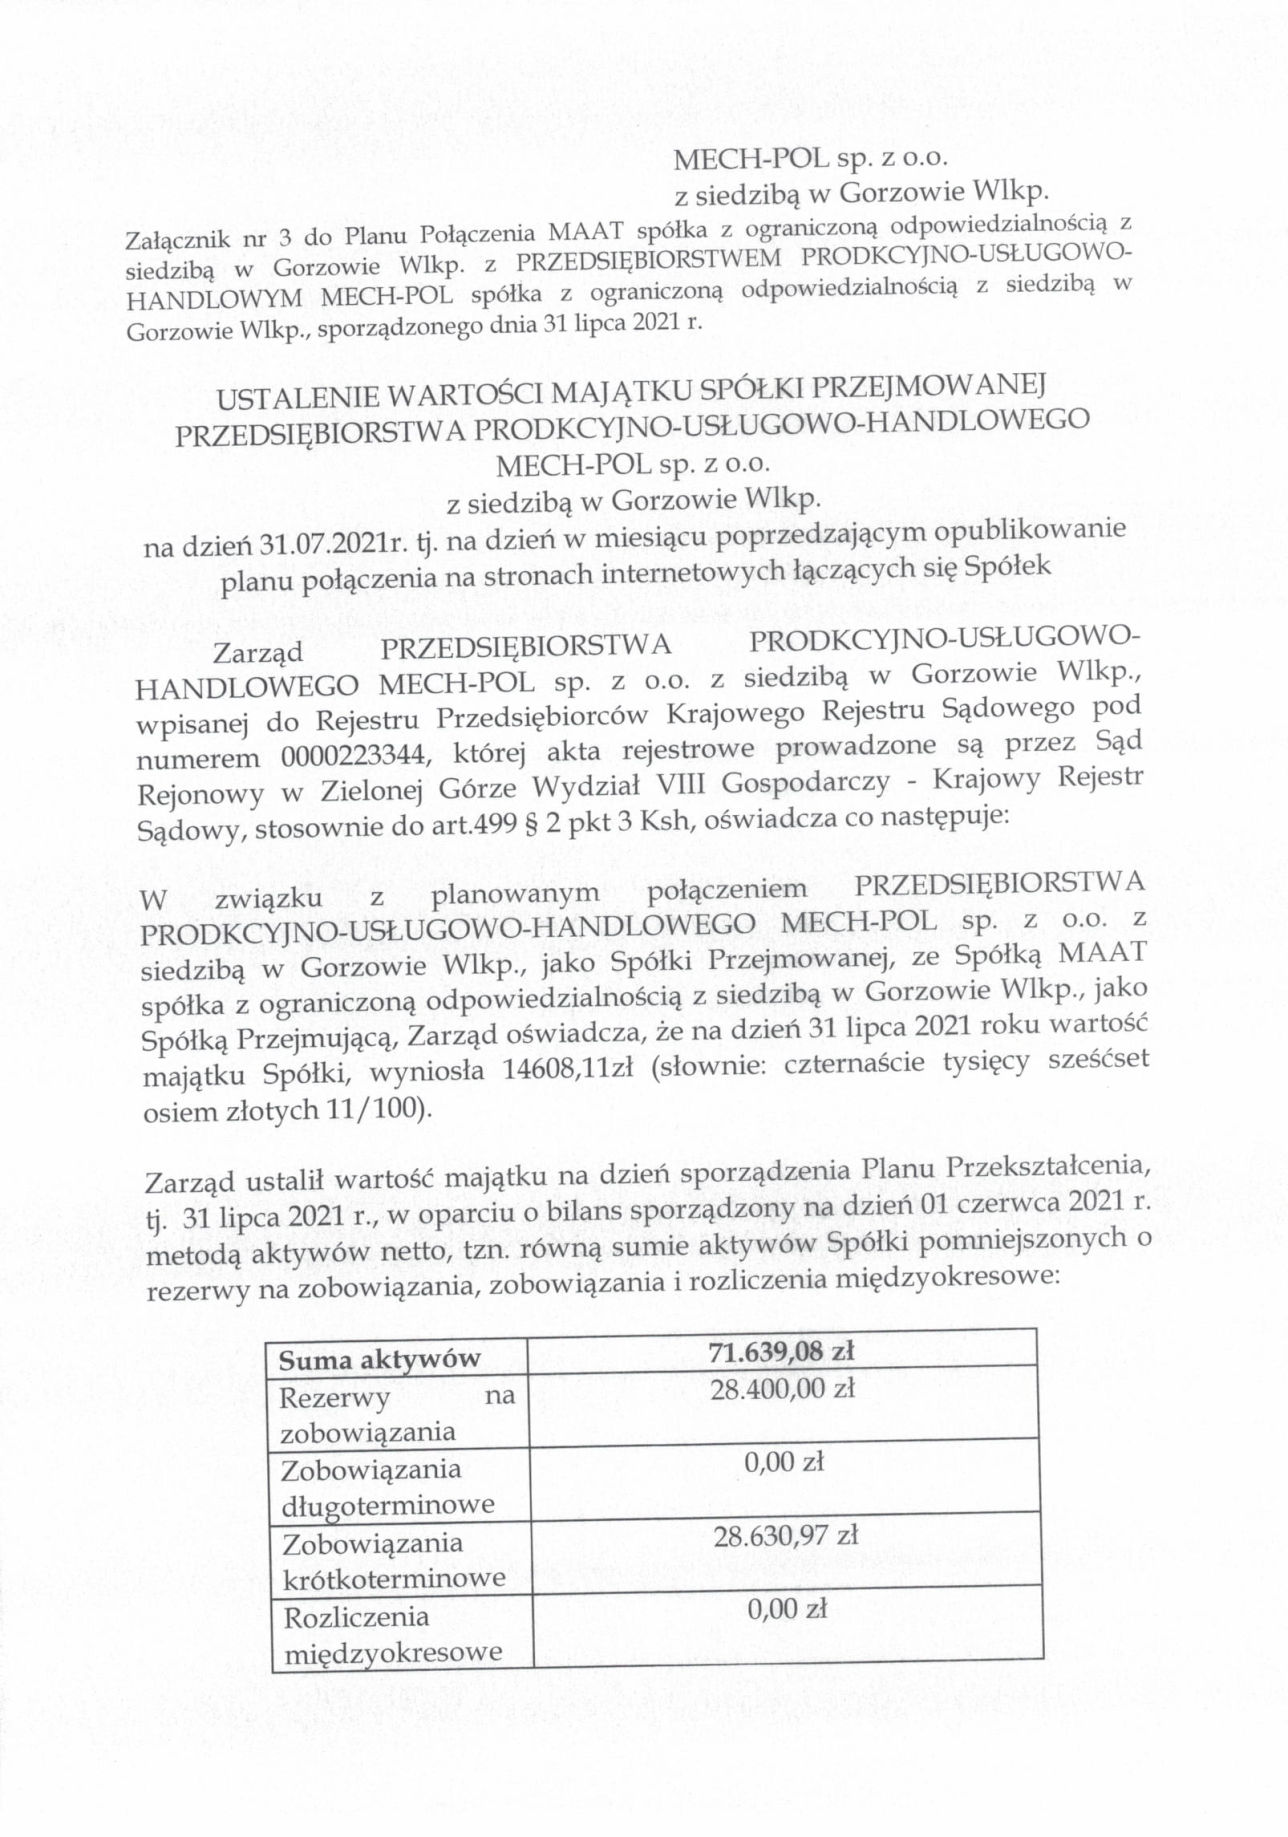 MECH-POL sp. z o.o.
z siedzibą w Gorzowie Wlkp.
Załącznik nr 3 do Planu Połączenia MAAT spółka z ograniczoną odpowiedzialnością z
siedzibą w Gorzowie Wlkp. z PRZEDSIĘBIORSTWEM PRODKCYJNO-USŁUGOWO-
HANDLOWYM MECH-POL spółka z ograniczoną odpowiedzialnością z siedzibą w
Gorzowie Wlkp., sporządzonego dnia 31 lipca 2021 r.
USTALENIE WARTOŚCI MAJĄTKU SPÓŁKI PRZEJMOWANEJ
PRZEDSIĘBIORSTWA PRODKCYJNO-USŁUGOWO-HANDLOWEGO
MECH-POL sp. z o.o.
z siedzibą w Gorzowie Wlkp.
na dzień 31.07.2021r. tj. na dzień w miesiącu poprzedzającym opublikowanie
planu połączenia na stronach internetowych łączących się Spółek
Zarząd PRZEDSIĘBIORSTWA PRODKCYJNO-USŁUGOWO-
HANDLOWEGO MECH-POL sp. z o.o. z siedzibą w Gorzowie Wlkp.,
wpisanej do Rejestru Przedsiębiorców Krajowego Rejestru Sądowego pod
numerem 0000223344, której akta rejestrowe prowadzone są przez Sąd
Rejonowy w Zielonej Górze Wydział VIII Gospodarczy - Krajowy Rejestr
Sądowy, stosownie do art.499 § 2 pkt 3 Ksh, oświadcza co następuje:
W związku z planowanym połączeniem PRZEDSIĘBIORSTWA
PRODKCYJNO-USŁUGOWO-HANDLOWEGO MECH-POL sp. z o.o. z
siedzibą w Gorzowie Wlkp., jako Spółki Przejmowanej, ze Spółką MAAT
spółka z ograniczoną odpowiedzialnością z siedzibą w Gorzowie Wlkp., jako
Spółką Przejmującą, Zarząd oświadcza, że na dzień 31 lipca 2021 roku wartość
majątku Spółki, wyniosła 14608,11zł (słownie: czternaście tysięcy sześćset
osiem złotych 11/100).
Zarząd ustalił wartość majątku na dzień sporządzenia Planu Przekształcenia,
tj. 31 lipca 2021 r., w oparciu o bilans sporządzony na dzień 01 czerwca 2021 r.
metodą aktywów netto, tzn. równą sumie aktywów Spółki pomniejszonych o
rezerwy na zobowiązania, zobowiązania i rozliczenia międzyokresowe:
Suma aktywów 71.639,08 zł
Rezerwy na 28.400,00 zł
zobowiązania
Zobowiązania 0,00 zł
długoterminowe
Zobowiązania 28.630,97 zł
krótkoterminowe
Rozliczenia 0,00 zł
międzyokresowe